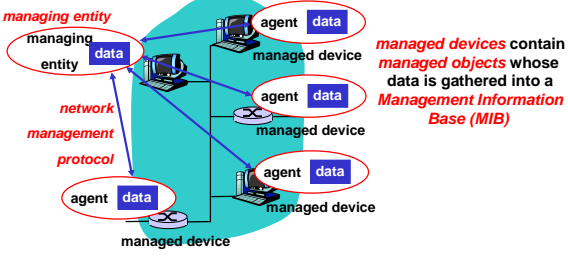 managing entity
managing
entity
data
agent data
managed device
agent data
managed device
agent data
managed device
network
management
protocol
agent data
managed device
managed devices contain
managed objects whose
data is gathered into a
Management Information
Base (MIB)